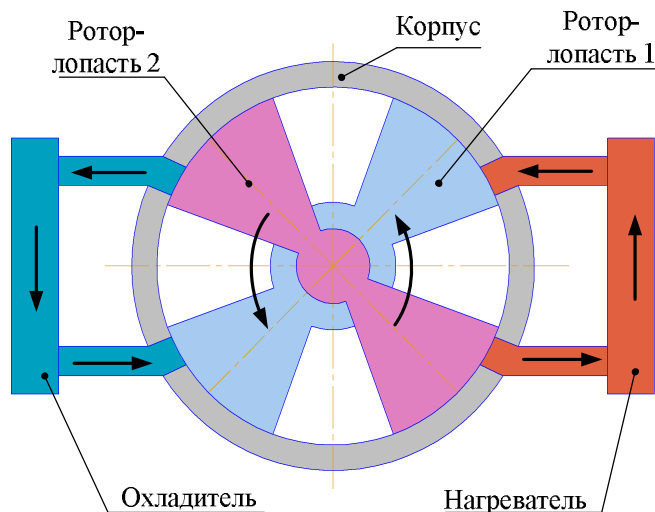 Ротор-
лопасть 2
Корпус
Ротор-
лопасть 1
Охладитель
Нагреватель